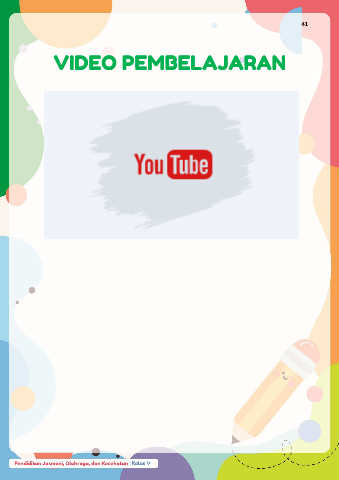 41
VIDEO PEMBELAJARAN
YouTube
Pendidikan Jasmani, Olahraga, dan Kesehatan Kelas V